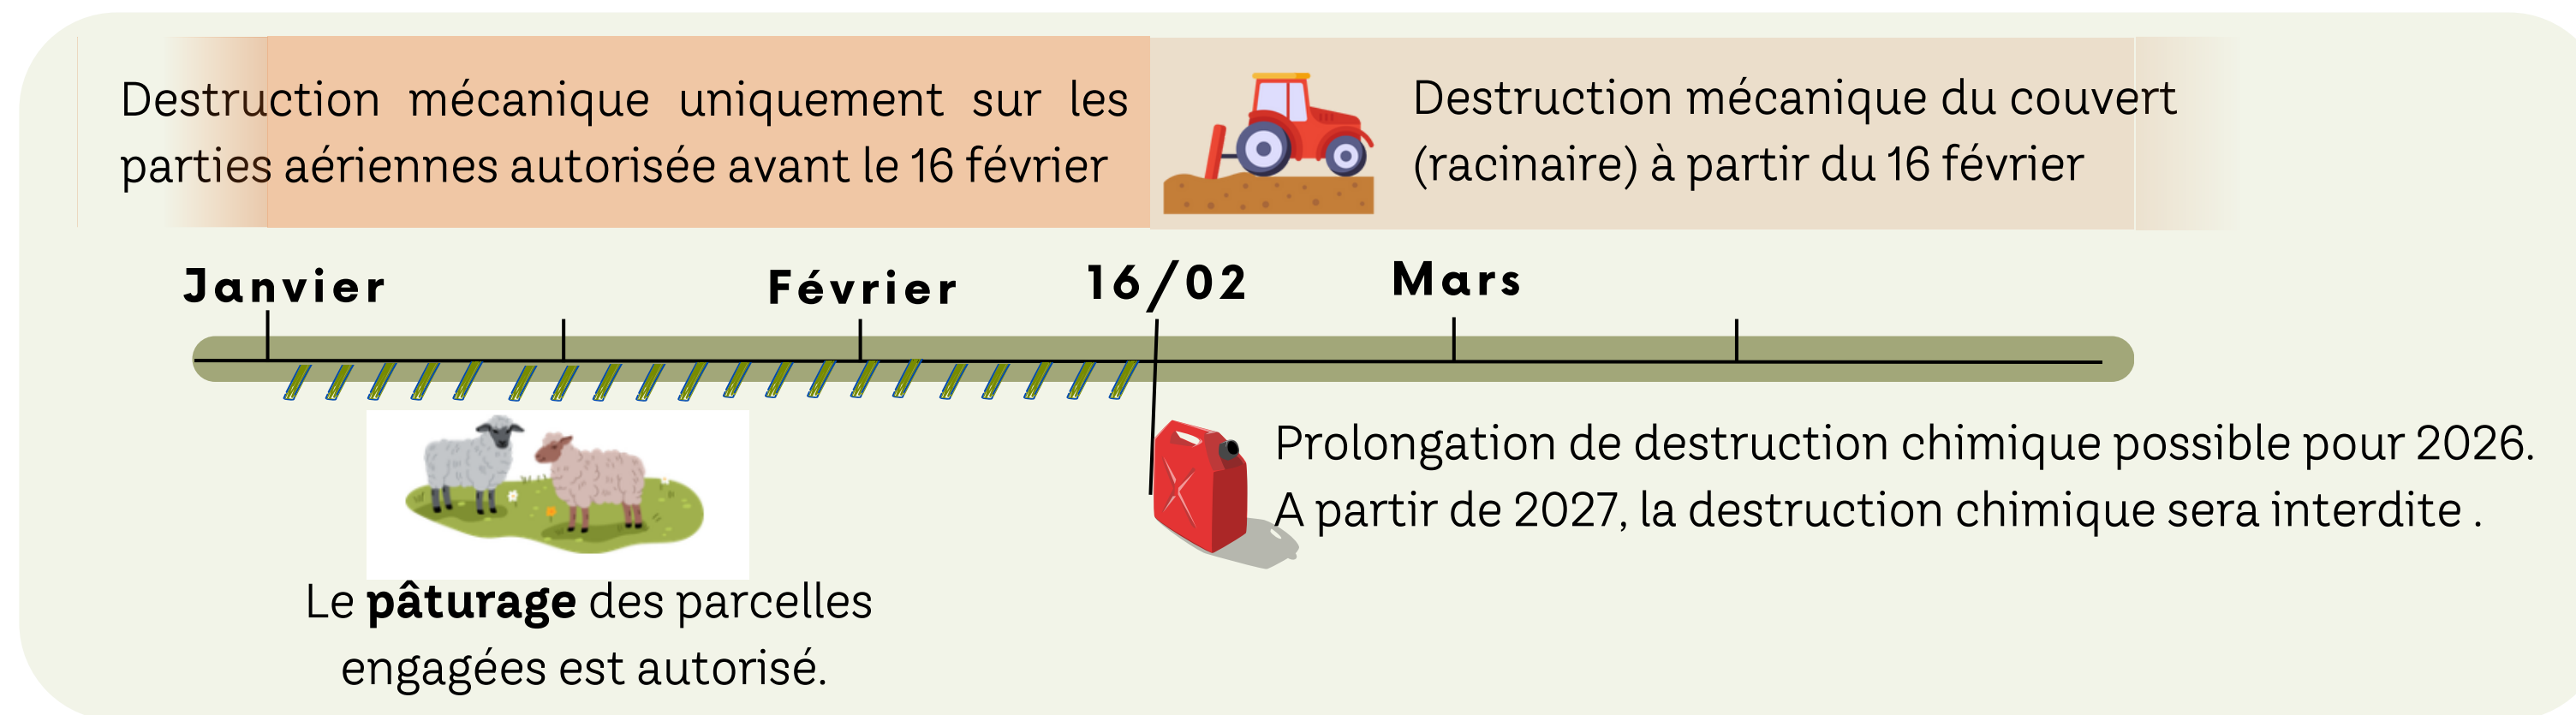 Destruction mécanique uniquement sur les
parties aériennes autorisée avant le 16 février
Destruction mécanique du couvert
(racinaire) à partir du 16 février
Janvier
Février
16/02
Mars
Prolongation de destruction chimique possible pour 2026.
A partir de 2027, la destruction chimique sera interdite .
Le pâturage des parcelles
engagées est autorisé.